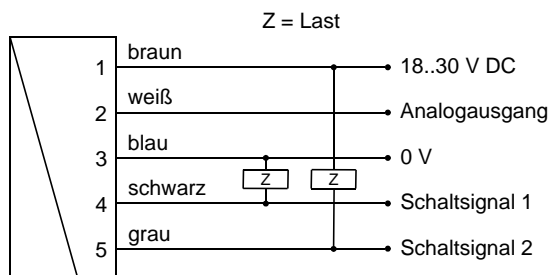 Z = Last
1 braun 18..30 V DC
2 weiß Analogausgang
3 blau 0 V
Z Z
4 schwarz Schaltsignal 1
5 grau Schaltsignal 2